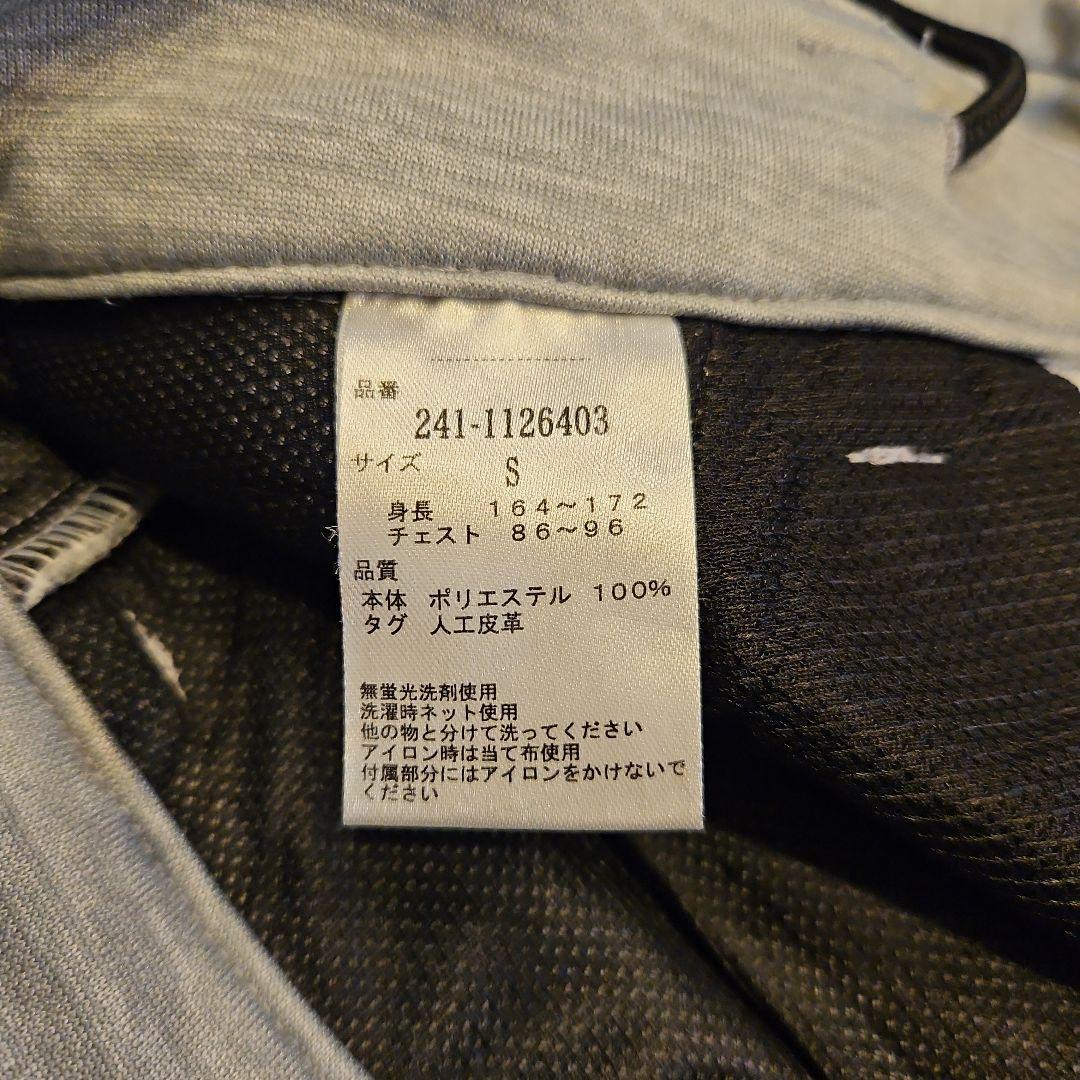 品番
241-1126403
サイズ S
身長 164～172
チェスト 86～96
品質
本体 ポリエステル 100%
タグ 人工皮革
無蛍光洗剤使用
洗濯時ネット使用
他の物と分けて洗ってください
アイロン時は当て布使用
付属部分にはアイロンをかけないで
ください